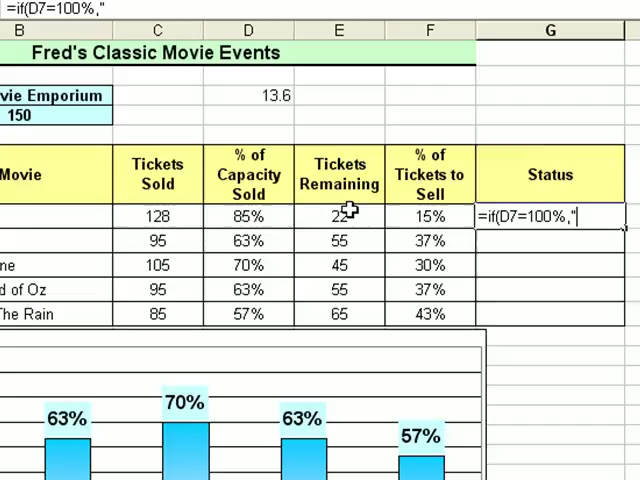 =if(D7=100%,"
B C D E F G
Fred's Classic Movie Events
vie Emporium 13.6
150
Movie Tickets Sold % of Capacity Sold Tickets Remaining % of Tickets to Sell Status
128 85% 22 15% =if(D7=100%,"
95 63% 55 37%
ne 105 70% 45 30%
d of Oz 95 63% 55 37%
The Rain 85 57% 65 43%
63% 70% 63% 57%